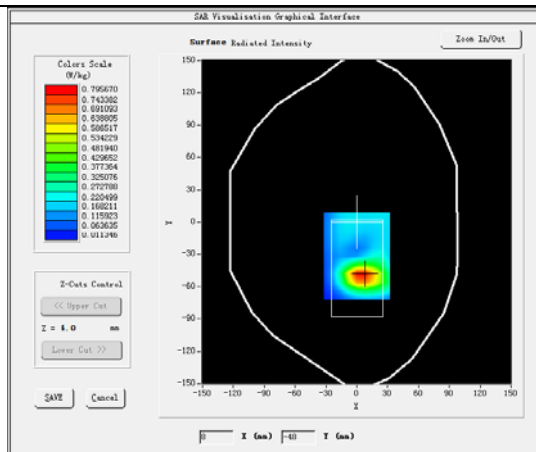 SAR Visualisation Graphical Interface
Surface Radiated Intensity
Zoom In/Out
Colors Scale
(W/kg)
0.795670
0.743382
0.691093
0.638805
0.586517
0.534229
0.481940
0.429652
0.377364
0.325076
0.272788
0.220499
0.168211
0.115923
0.063635
0.011346
150
120
90
60
30
0
-30
-60
-90
-120
-150
Y
-150 -120 -90 -60 -30 0 30 60 90 120 150
X
Z-Cuts Control
<< Upper Cut
Z = 4.0 mm
Lower Cut >>
SAVE Cancel
8 X (mm) -48 Y (mm)